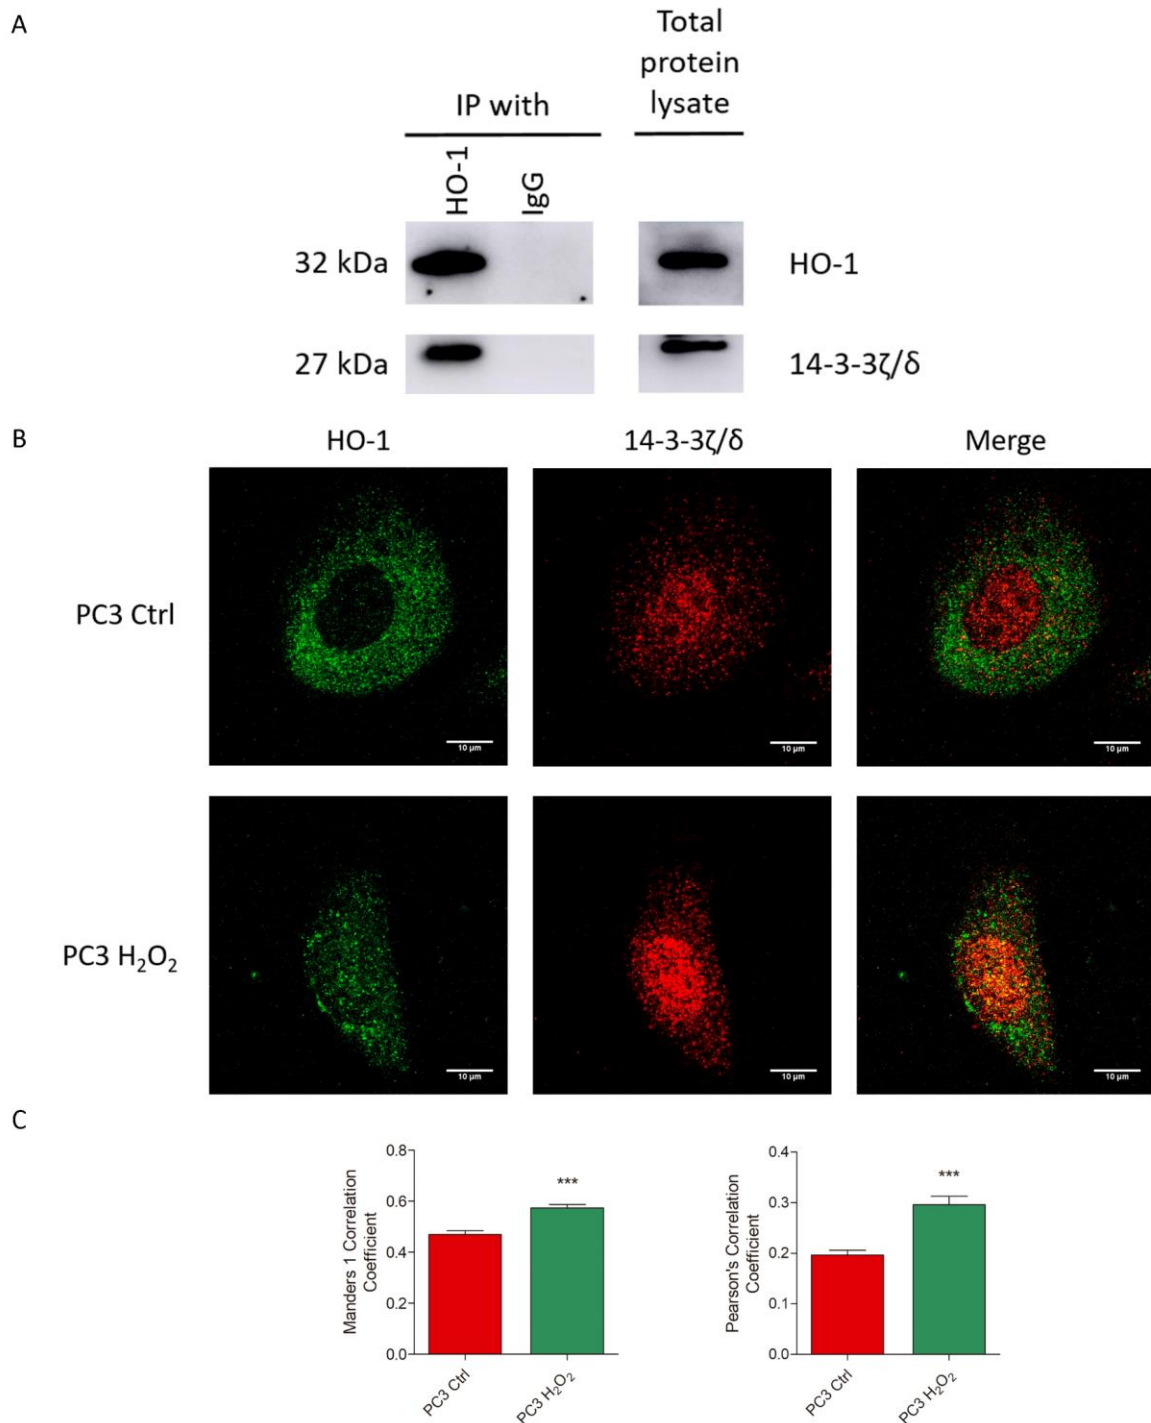 A
Total
protein
lysate
IP with
HO-1
IgG
32 kDa
HO-1
27 kDa
14-3-3ζ/δ
B
HO-1
14-3-3ζ/δ
Merge
PC3 Ctrl
10 µm
10 µm
10 µm
PC3 H₂O₂
10 µm
10 µm
10 µm
C
Manders 1 Correlation
Coefficient
0.8
0.6
0.4
0.2
0.0
***
PC3 Ctrl
PC3 H₂O₂
Pearson's Correlation
Coefficient
0.4
0.3
0.2
0.1
0.0
***
PC3 Ctrl
PC3 H₂O₂